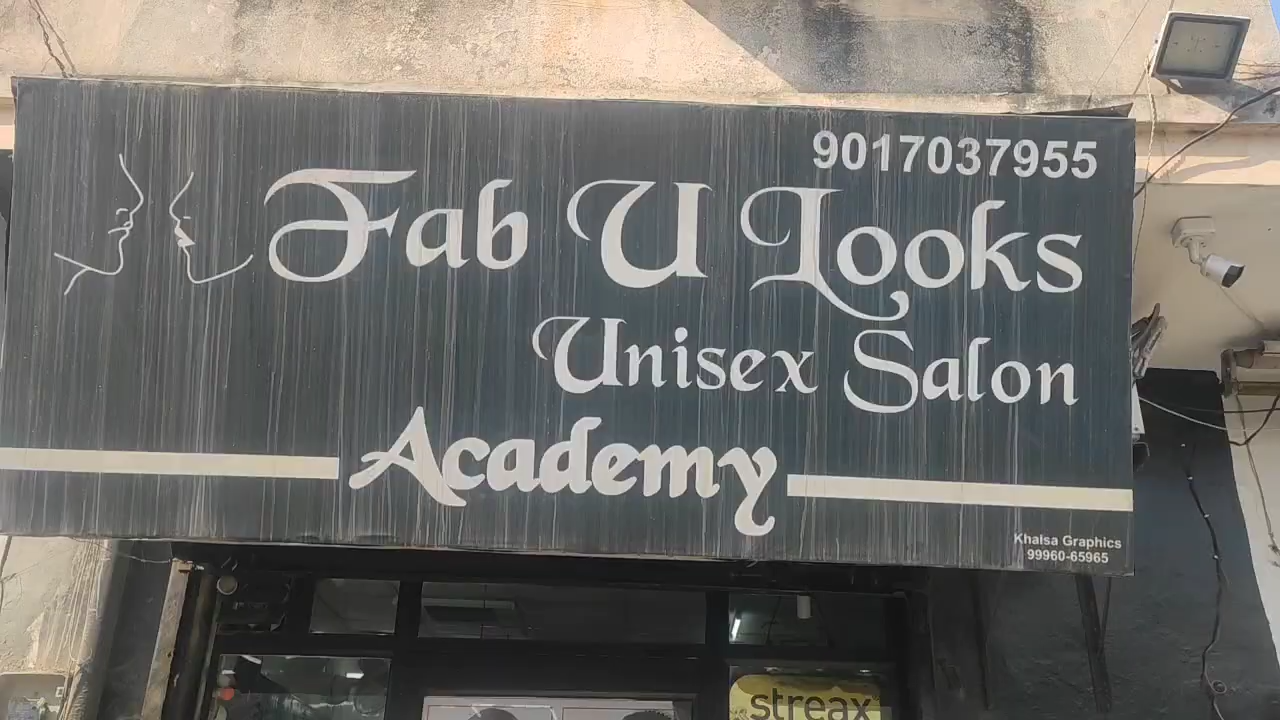 9017037955
Fab U Looks
Unisex Salon
Academy
Khalsa Graphics
99960-65965
streax